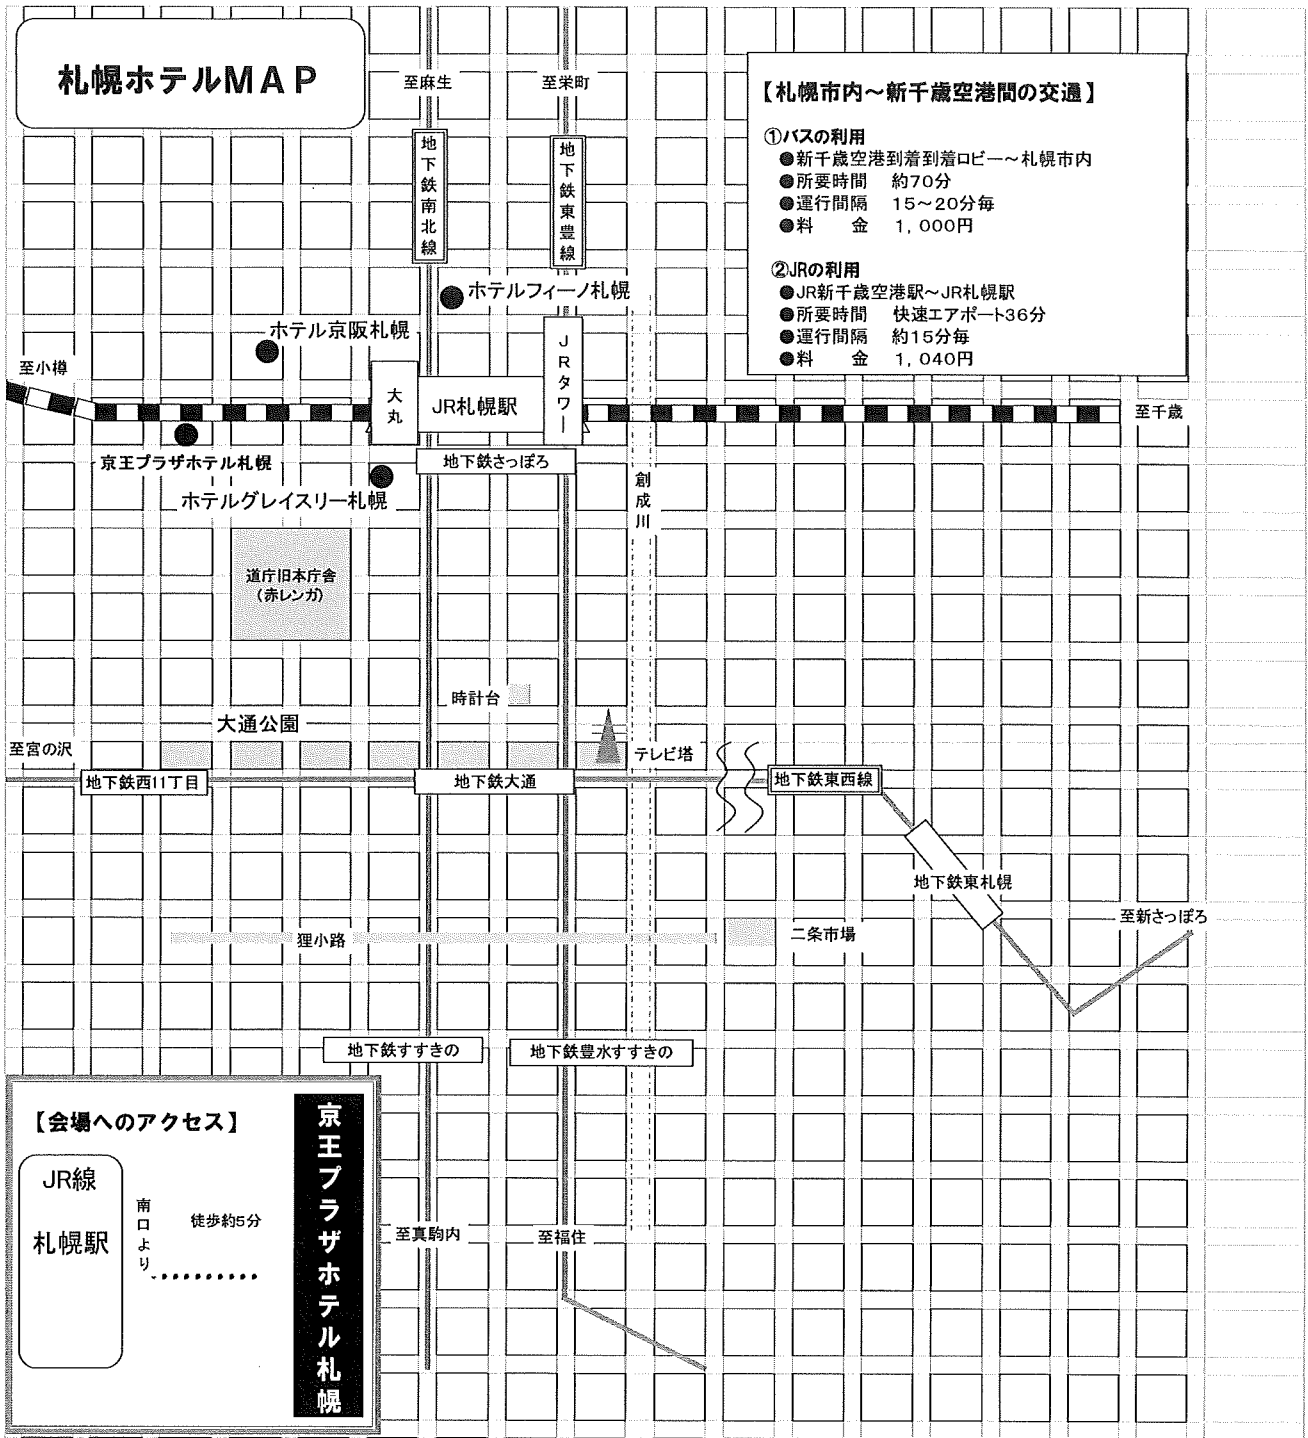 札幌ホテルMAP
至麻生
至栄町
【札幌市内～新千歳空港間の交通】
①バスの利用
●新千歳空港到着到着ロビー～札幌市内
●所要時間 約70分
●運行間隔 15～20分毎
●料 金 1,000円
②JRの利用
●JR新千歳空港駅～JR札幌駅
●所要時間 快速エアポート36分
●運行間隔 約15分毎
●料 金 1,040円
地下鉄南北線
地下鉄東豊線
ホテルフィーノ札幌
ホテル京阪札幌
至小樽
大丸
JR札幌駅
JRタワー
至千歳
京王プラザホテル札幌
地下鉄さっぽろ
ホテルグレイスリー札幌
創成川
道庁旧本庁舎
(赤レンガ)
時計台
大通公園
至宮の沢
テレビ塔
地下鉄西11丁目
地下鉄大通
地下鉄東西線
地下鉄東札幌
至新さっぽろ
狸小路
二条市場
地下鉄すすきの
地下鉄豊水すすきの
【会場へのアクセス】
JR線
札幌駅
南口より
徒歩約5分
京王プラザホテル札幌
至真駒内
至福住